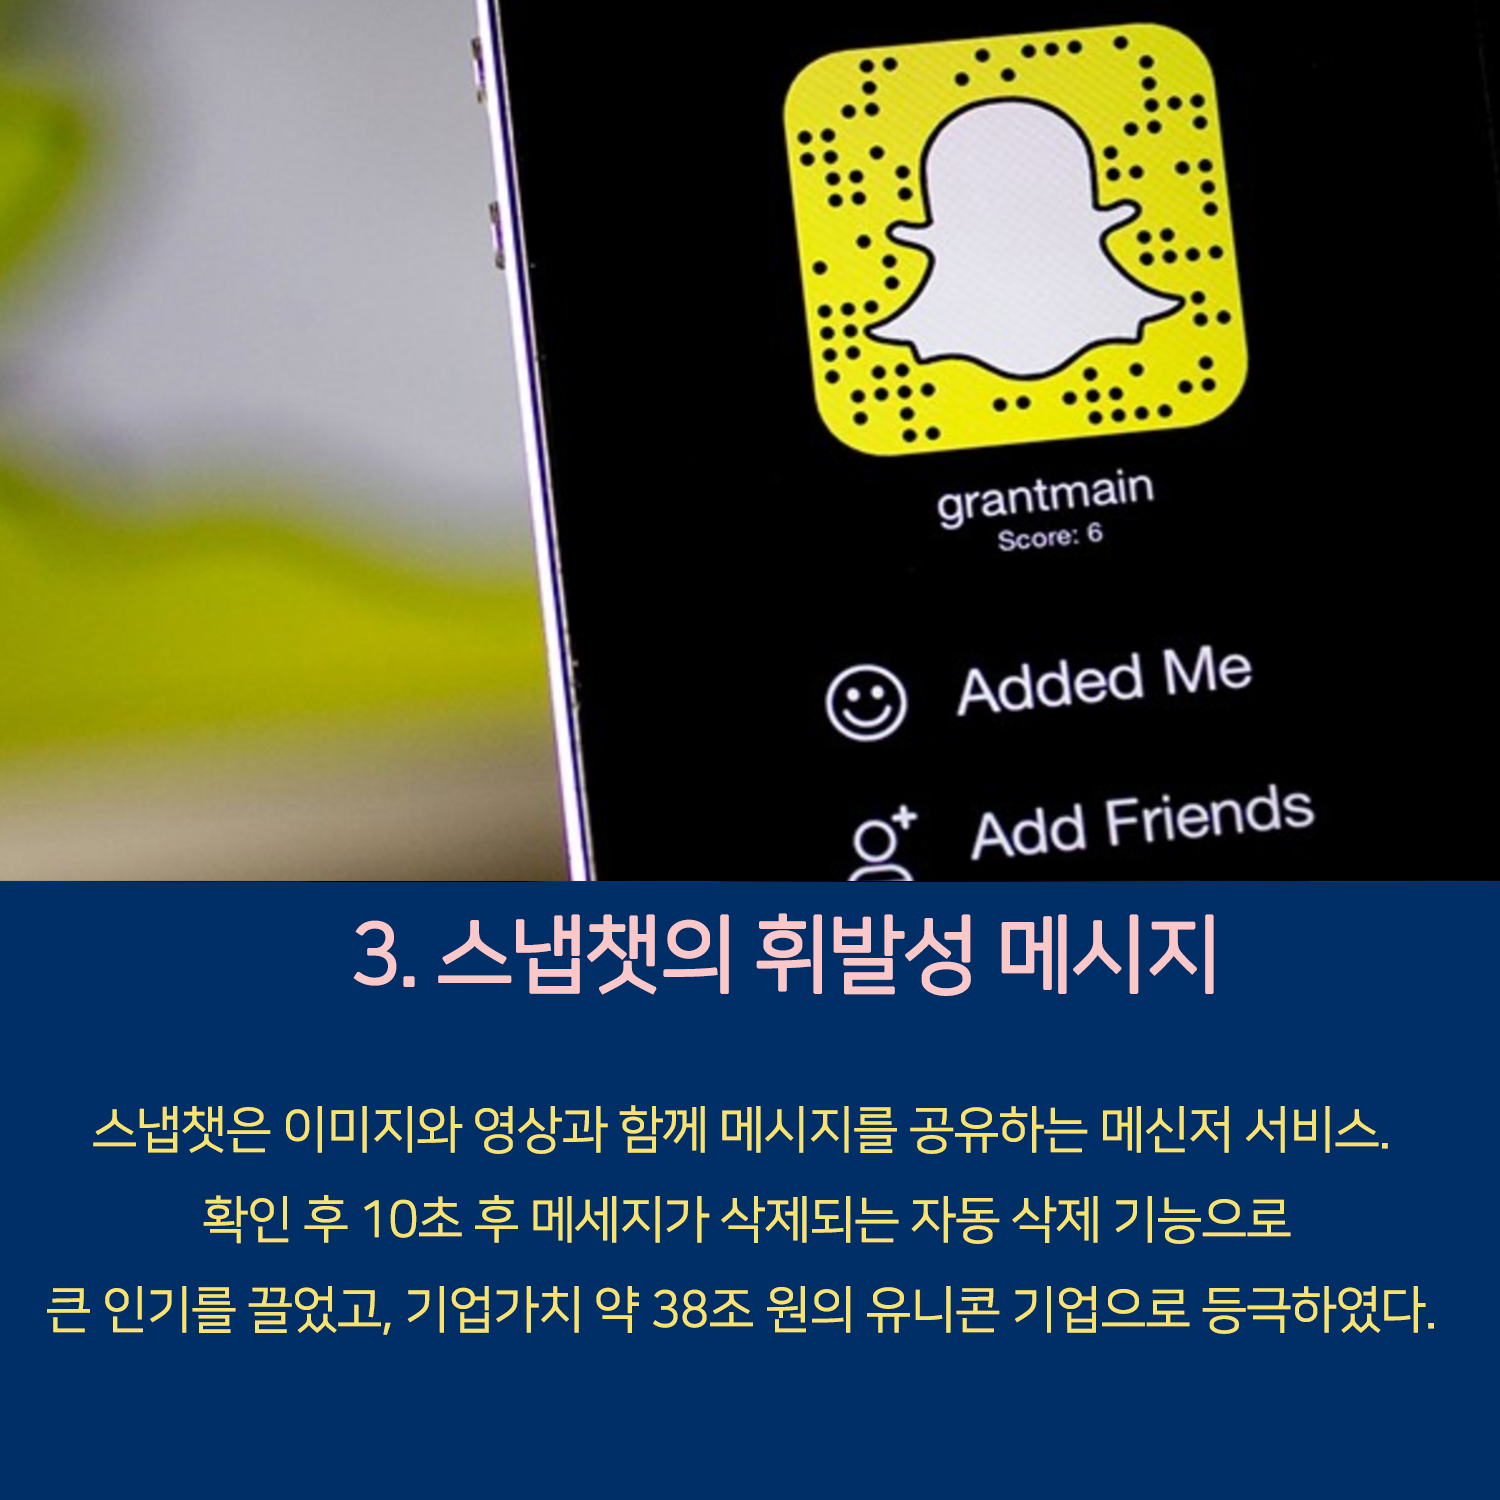 grantmain
Score: 6
Added Me
Add Friends
3. 스냅챗의 휘발성 메시지
스냅챗은 이미지와 영상과 함께 메시지를 공유하는 메신저 서비스.
확인 후 10초 후 메세지가 삭제되는 자동 삭제 기능으로
큰 인기를 끌었고, 기업가치 약 38조 원의 유니콘 기업으로 등극하였다.